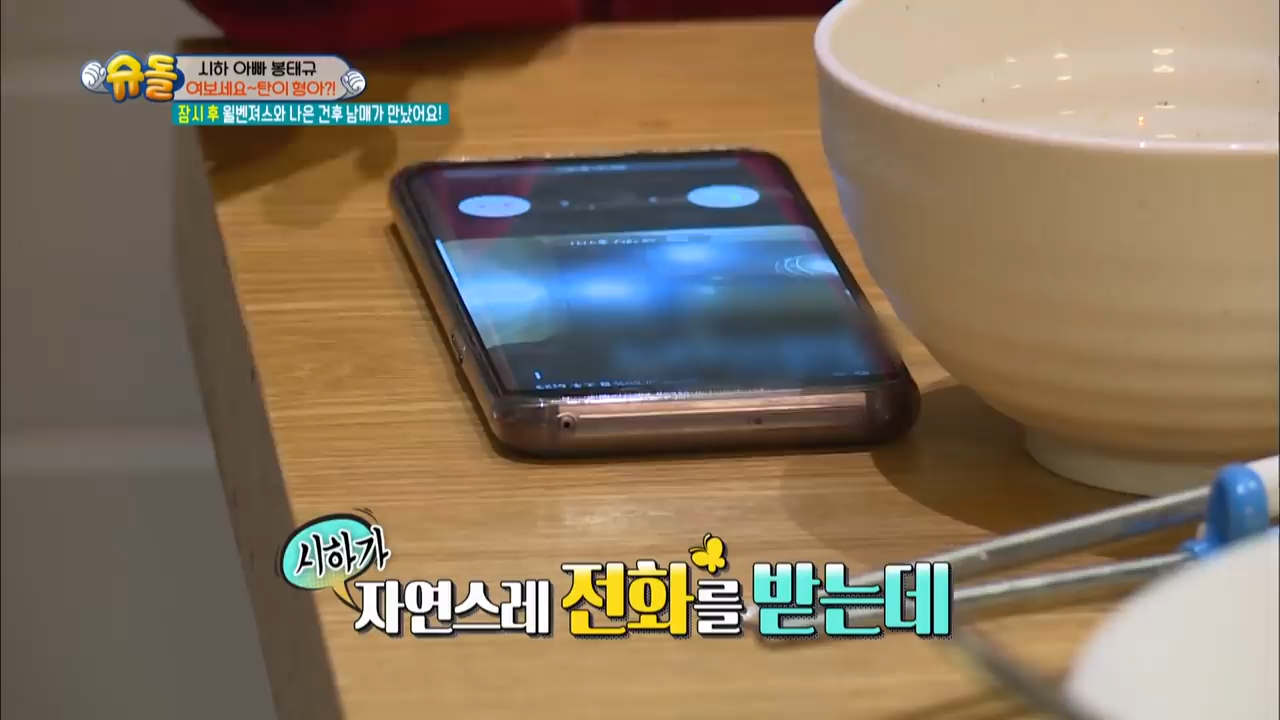 슈돌
시하 아빠 봉태규
여보세요~탄이 형아?!
잠시 후 윌벤져스와 나은 건후 남매가 만났어요!
시하가
자연스레 전화를 받는데